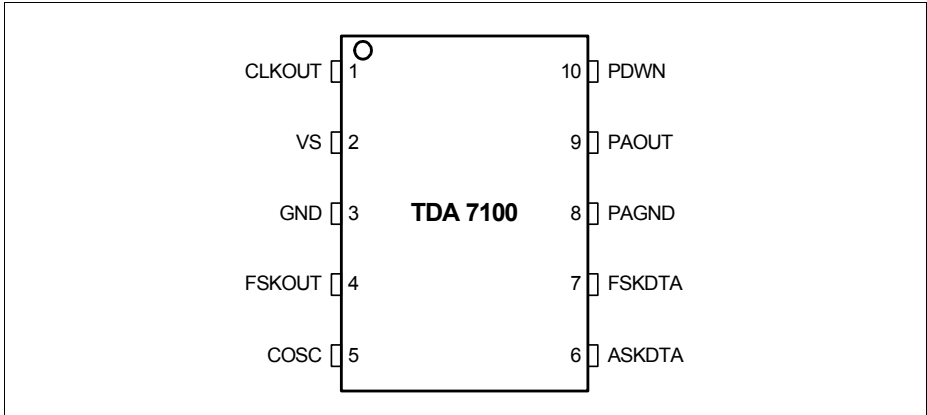 CLKOUT 1 10 PDWN
VS 2 9 PAOUT
GND 3 TDA 7100 8 PAGND
FSKOUT 4 7 FSKDTA
COSC 5 6 ASKDTA